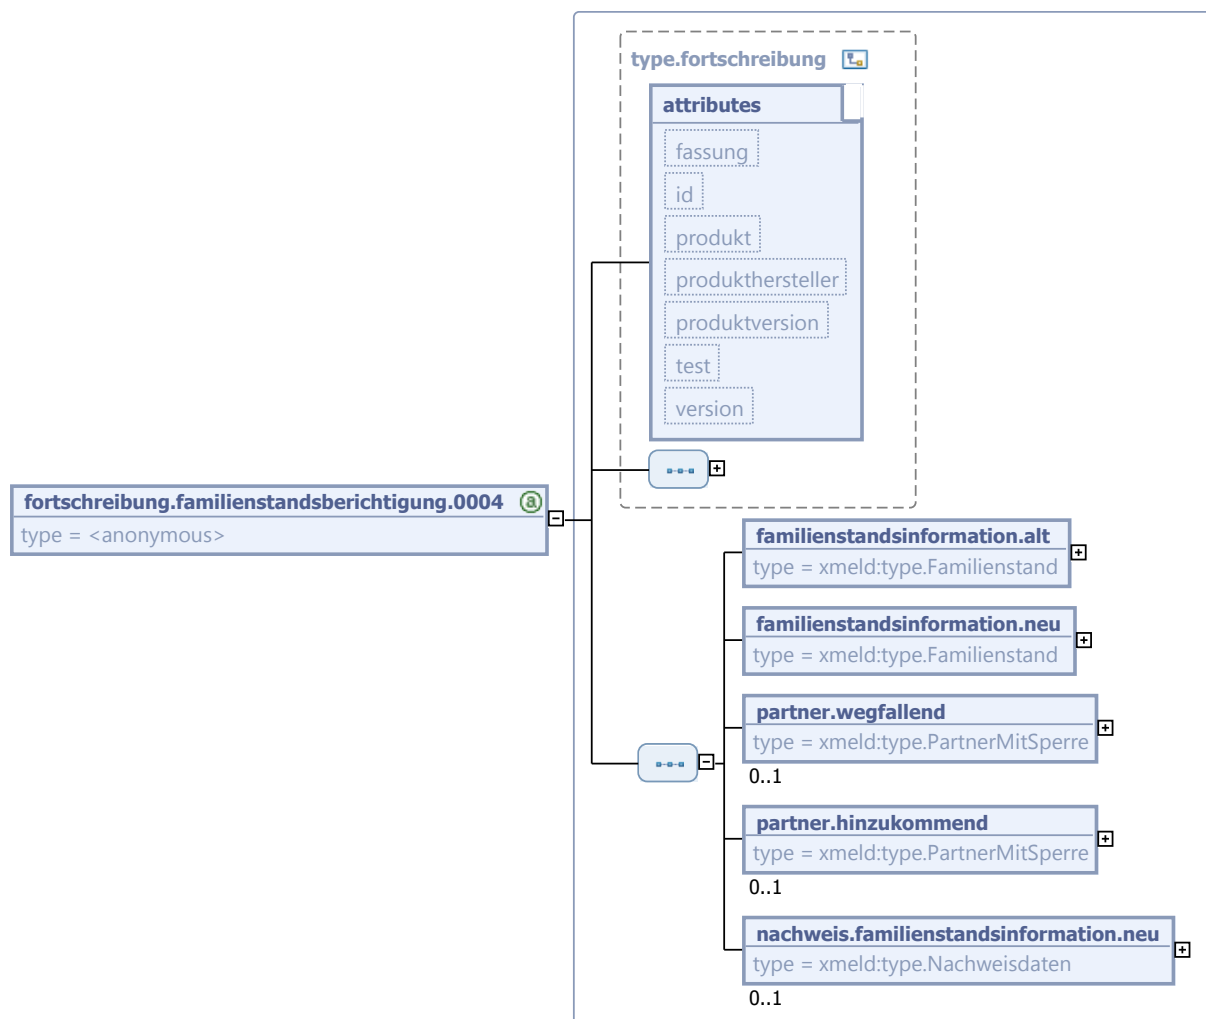 type.fortschreibung
attributes
fassung
id
produkt
produkthersteller
produktversion
test
version
fortschreibung.familienstandsberichtigung.0004 a
type = <anonymous>
familienstandsinformation.alt
type = xmeld:type.Familienstand
familienstandsinformation.neu
type = xmeld:type.Familienstand
partner.wegfallend
type = xmeld:type.PartnerMitSperre
0..1
partner.hinzukommend
type = xmeld:type.PartnerMitSperre
0..1
nachweis.familienstandsinformation.neu
type = xmeld:type.Nachweisdaten
0..1